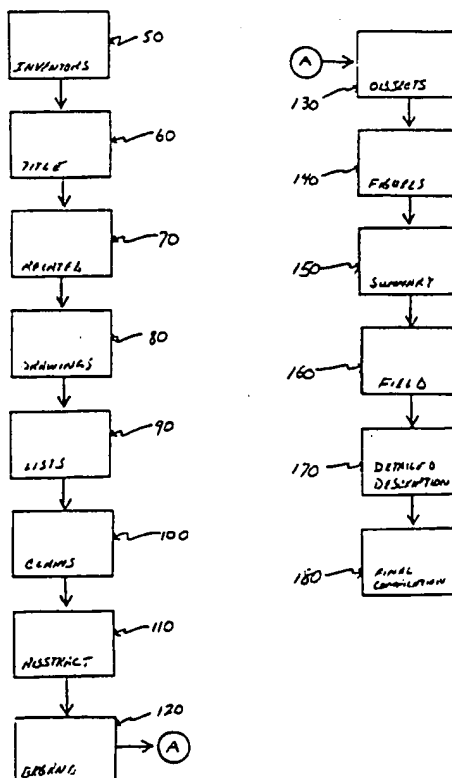 50
INVENTORS
60
TITLE
70
80
DRAWINGS
90
LISTS
100
CLAIMS
110
ABSTRACT
120
A
A
130
OBJECTS
140
FIGURES
150
SUMMARY
160
FIELD
170
DETAILED
DESCRIPTION
180
FINAL
COMPILATION